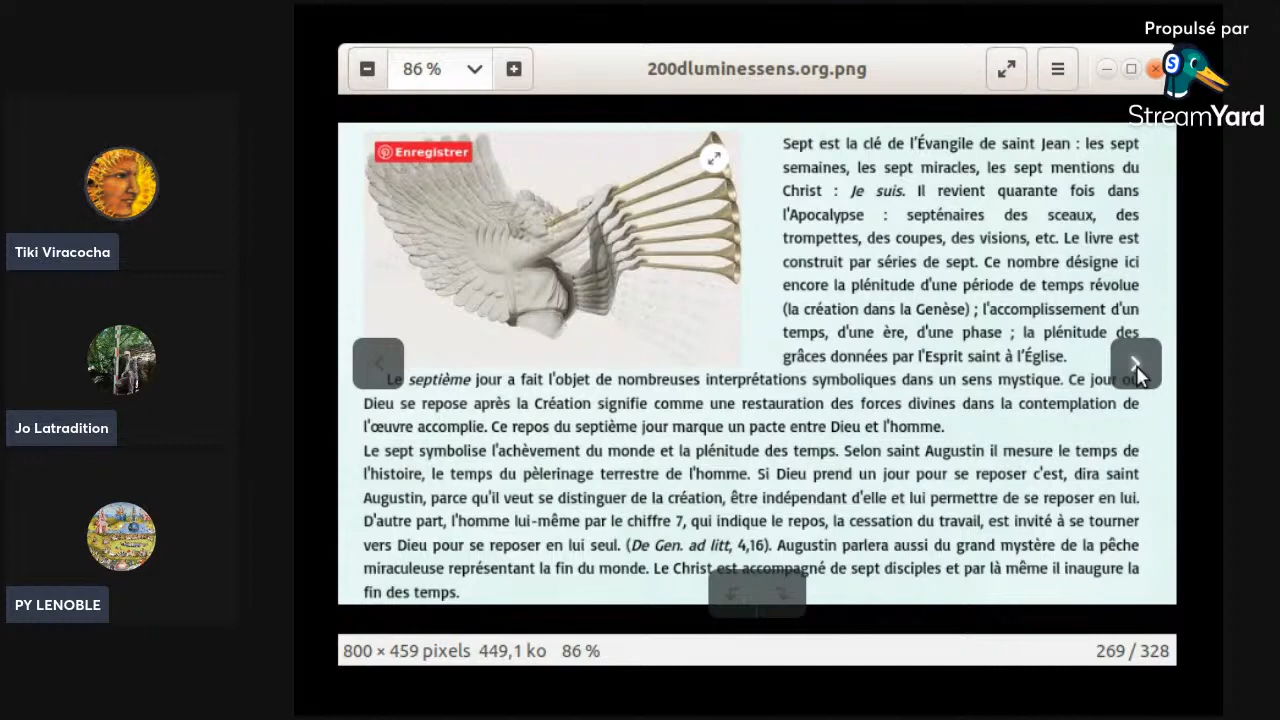 Propulsé par
StreamYard
86 %
200dluminessens.org.png
Enregistrer
Sept est la clé de l'Évangile de saint Jean : les sept
semaines, les sept miracles, les sept mentions du
Christ : Je suis. Il revient quarante fois dans
l'Apocalypse : septénaires des sceaux, des
trompettes, des coupes, des visions, etc. Le livre est
construit par séries de sept. Ce nombre désigne ici
encore la plénitude d'une période de temps révolue
(la création dans la Genèse) ; l'accomplissement d'un
temps, d'une ère, d'une phase ; la plénitude des
grâces données par l'Esprit saint à l'Église.
Le septième jour a fait l'objet de nombreuses interprétations symboliques dans un sens mystique. Ce jour où
Dieu se repose après la Création signifie comme une restauration des forces divines dans la contemplation de
l'œuvre accomplie. Ce repos du septième jour marque un pacte entre Dieu et l'homme.
Le sept symbolise l'achèvement du monde et la plénitude des temps. Selon saint Augustin il mesure le temps de
l'histoire, le temps du pèlerinage terrestre de l'homme. Si Dieu prend un jour pour se reposer c'est, dira saint
Augustin, parce qu'il veut se distinguer de la création, être indépendant d'elle et lui permettre de se reposer en lui.
D'autre part, l'homme lui-même par le chiffre 7, qui indique le repos, la cessation du travail, est invité à se tourner
vers Dieu pour se reposer en lui seul. (De Gen. ad litt, 4,16). Augustin parlera aussi du grand mystère de la pêche
miraculeuse représentant la fin du monde. Le Christ est accompagné de sept disciples et par là même il inaugure la
fin des temps.
800 × 459 pixels 449,1 ko 86 %
269 / 328
Tiki Viracocha
Jo Latradition
PY LENOBLE